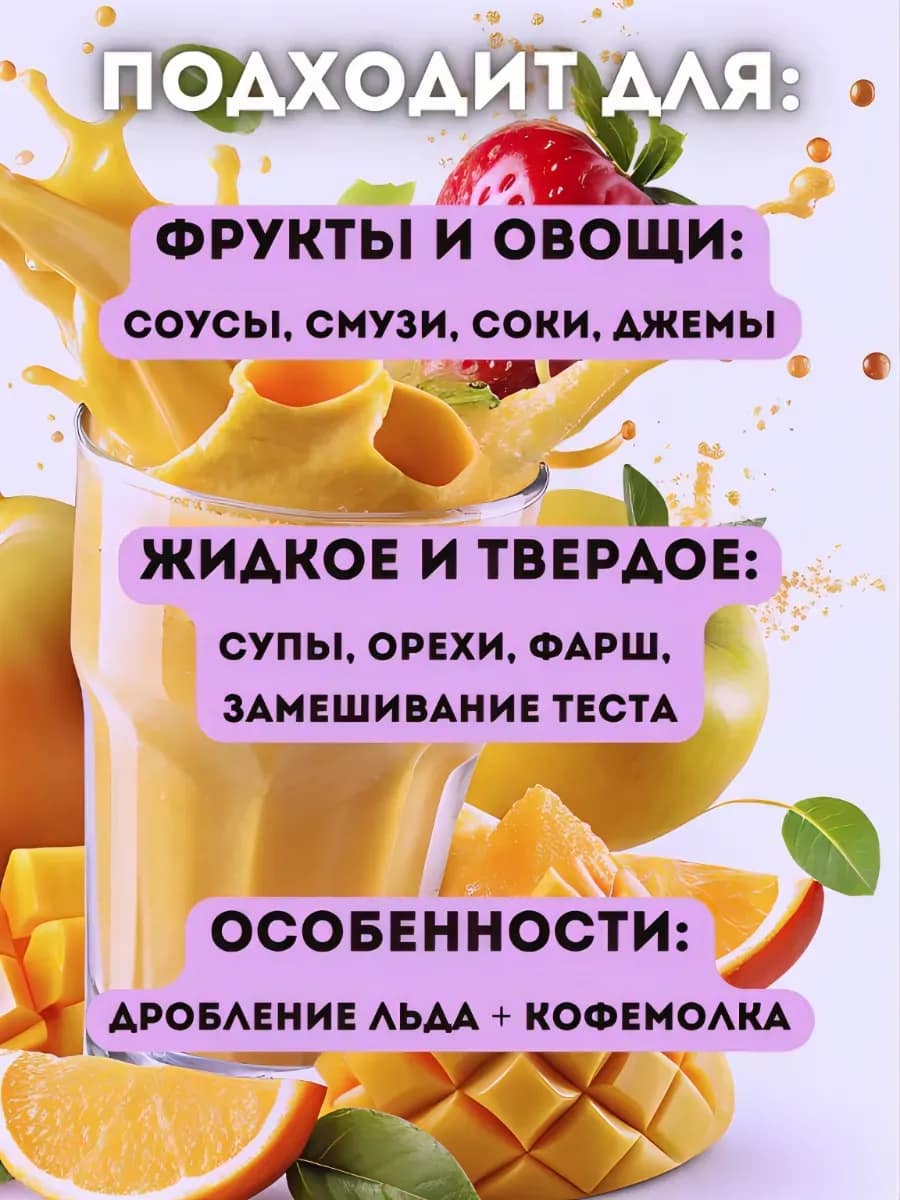 ПОДХОДИТ ДЛЯ:
ФРУКТЫ И ОВОЩИ:
СОУСЫ, СМУЗИ, СОКИ, ДЖЕМЫ
ЖИДКОЕ И ТВЕРДОЕ:
СУПЫ, ОРЕХИ, ФАРШ,
ЗАМЕШИВАНИЕ ТЕСТА
ОСОБЕННОСТИ:
ДРОБЛЕНИЕ ЛЬДА + КОФЕМОЛКА